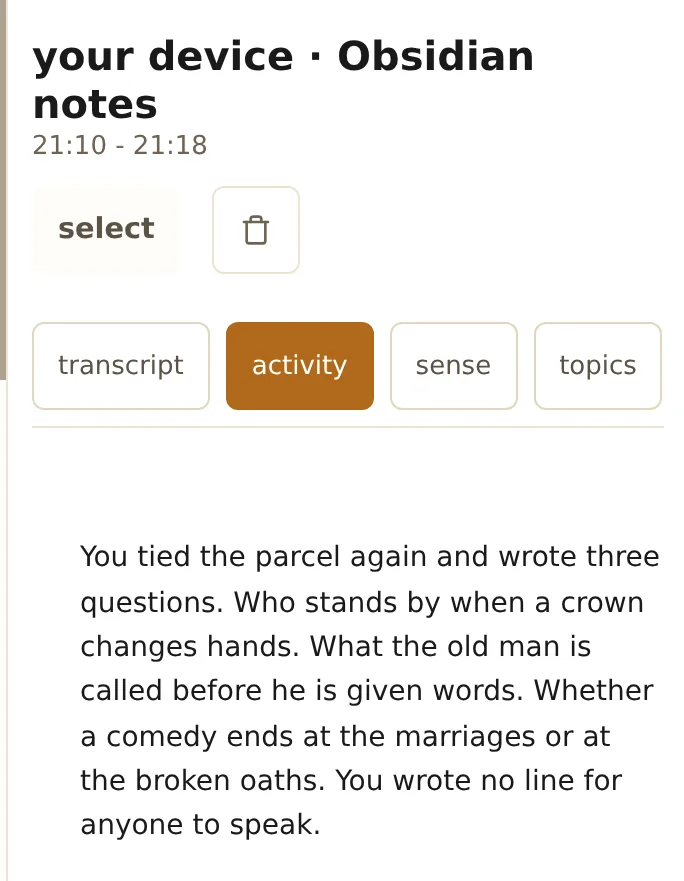 your device · Obsidian
notes
21:10 - 21:18
select
transcript activity sense topics
You tied the parcel again and wrote three
questions. Who stands by when a crown
changes hands. What the old man is
called before he is given words. Whether
a comedy ends at the marriages or at
the broken oaths. You wrote no line for
anyone to speak.